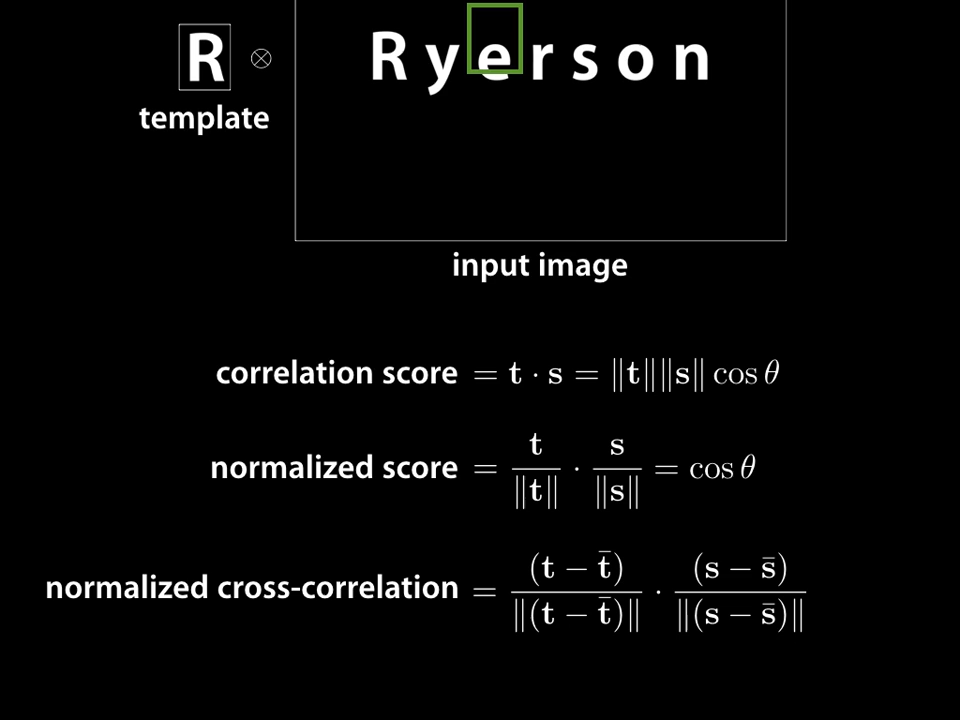 R ⊗ R y e r s o n
template
input image
correlation score = t · s = ‖t‖‖s‖ cos θ
normalized score = t/‖t‖ · s/‖s‖ = cos θ
normalized cross-correlation = (t − t̄)/‖(t − t̄)‖ · (s − s̄)/‖(s − s̄)‖